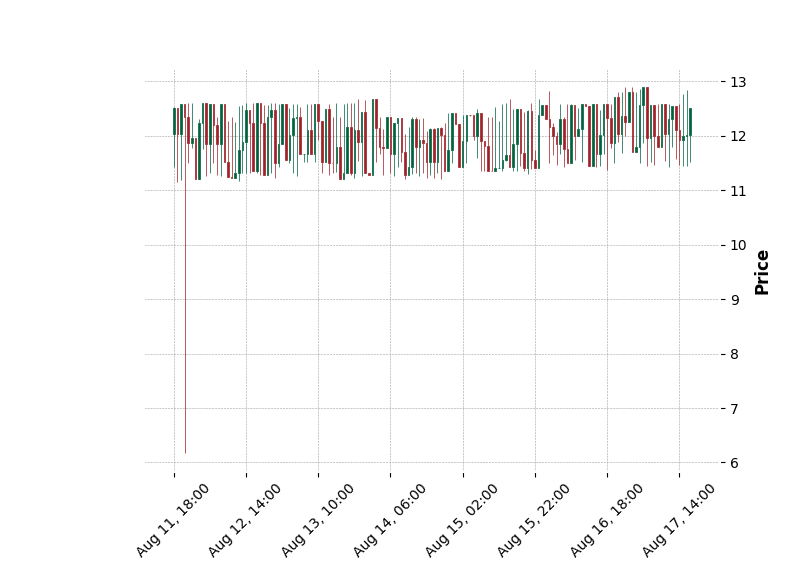 13
12
11
10
9
8
7
6
Price
Aug 11, 18:00
Aug 12, 14:00
Aug 13, 10:00
Aug 14, 06:00
Aug 15, 02:00
Aug 15, 22:00
Aug 16, 18:00
Aug 17, 14:00